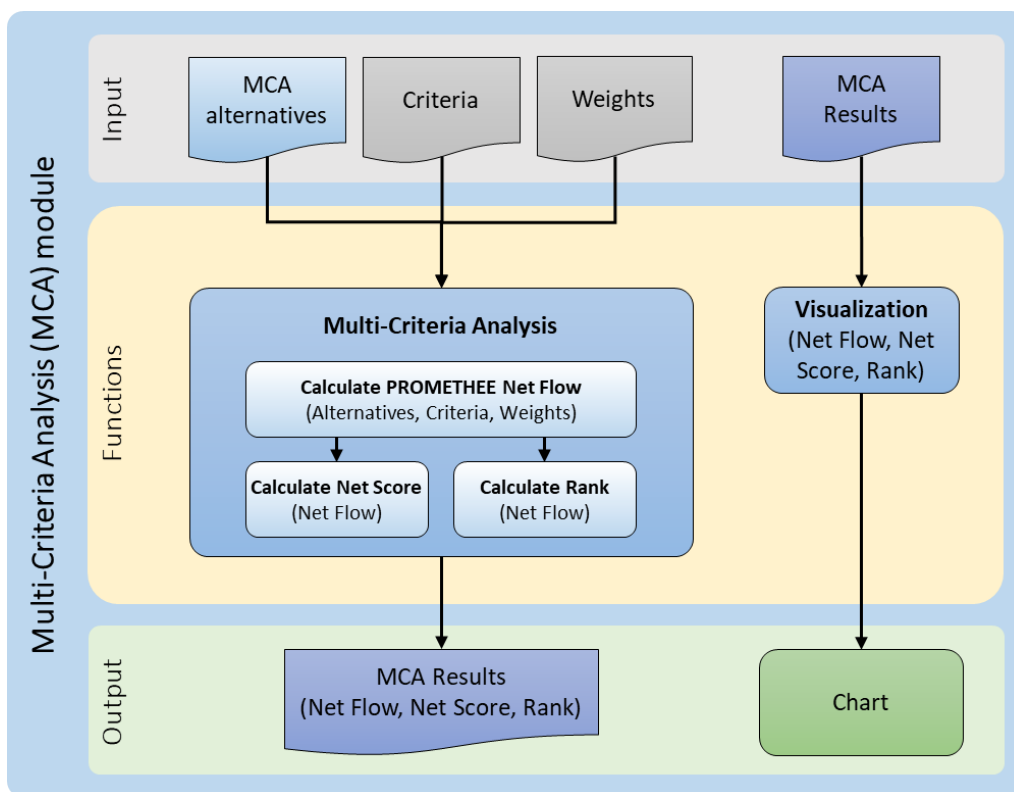 Multi-Criteria Analysis (MCA) module
Input
MCA
alternatives
Criteria
Weights
MCA
Results
Functions
Multi-Criteria Analysis
Calculate PROMETHEE Net Flow
(Alternatives, Criteria, Weights)
Calculate Net Score
(Net Flow)
Calculate Rank
(Net Flow)
Visualization
(Net Flow, Net
Score, Rank)
Output
MCA Results
(Net Flow, Net Score, Rank)
Chart